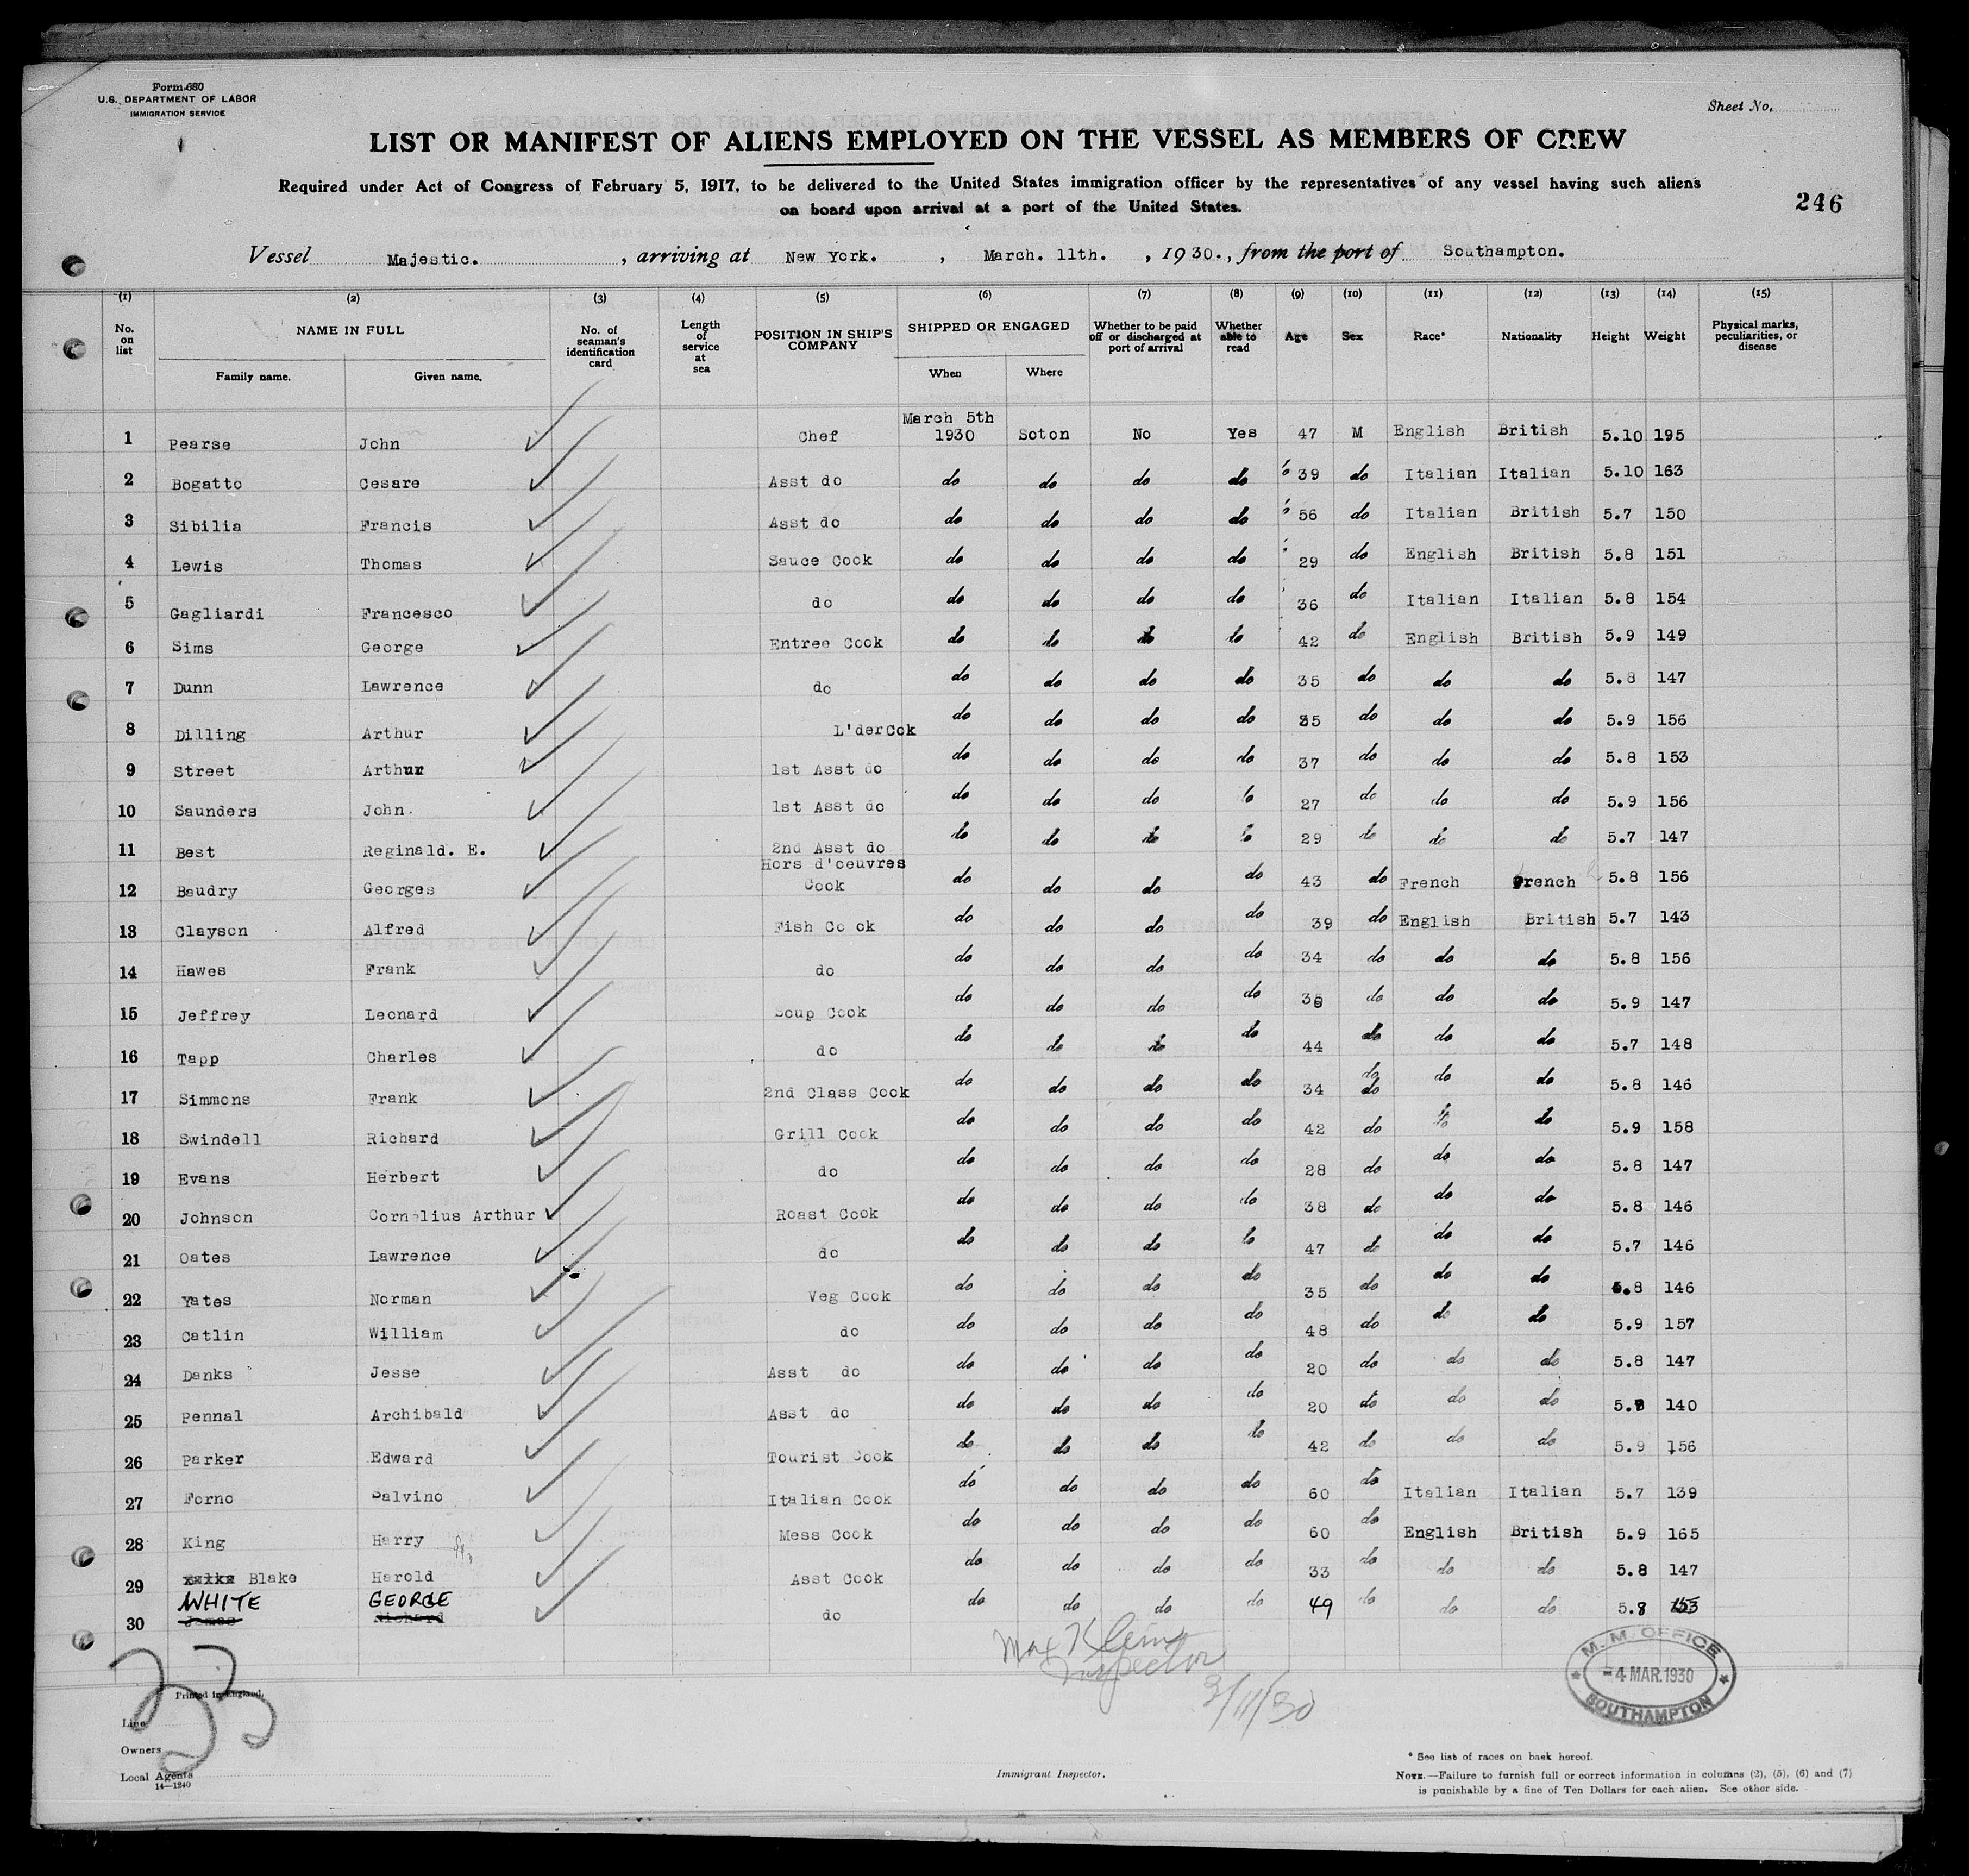 Form 680
U.S. DEPARTMENT OF LABOR
IMMIGRATION SERVICE
Sheet No.
LIST OR MANIFEST OF ALIENS EMPLOYED ON THE VESSEL AS MEMBERS OF CREW
Required under Act of Congress of February 5, 1917, to be delivered to the United States immigration officer by the representatives of any vessel having such aliens
on board upon arrival at a port of the United States.
246
Vessel Majestic. , arriving at New York. , March. 11th. , 1930., from the port of Southampton.
(1) (2) (3) (4) (5) (6) (7) (8) (9) (10) (11) (12) (13) (14) (15)
No. on list NAME IN FULL Family name. Given name. No. of seaman's identification card Length of service at sea POSITION IN SHIP'S COMPANY SHIPPED OR ENGAGED When Where Whether to be paid off or discharged at port of arrival Whether able to read Age Sex Race* Nationality Height Weight Physical marks, peculiarities, or disease
1 Pearse John Chef March 5th 1930 Soton No Yes 47 M English British 5.10 195
2 Bogatto Cesare Asst do do do do do 39 do Italian Italian 5.10 163
3 Sibilia Francis Asst do do do do do 56 do Italian British 5.7 150
4 Lewis Thomas Sauce Cook do do do do 29 do English British 5.8 151
5 Gagliardi Francesco do do do do do 36 do Italian Italian 5.8 154
6 Sims George Entree Cook do do do do 42 do English British 5.9 149
7 Dunn Lawrence do do do do do 35 do do do 5.8 147
8 Dilling Arthur L'derCok do do do do 35 do do do 5.9 156
9 Street Arthur 1st Asst do do do do do 37 do do do 5.8 153
10 Saunders John. 1st Asst do do do do do 27 do do do 5.9 156
11 Best Reginald. E. 2nd Asst do do do do do 29 do do do 5.7 147
12 Baudry Georges Hors d'oeuvres Cook do do do do 43 do French French 5.8 156
13 Clayson Alfred Fish Co ok do do do do 39 do English British 5.7 143
14 Hawes Frank do do do do do 34 do do do 5.8 156
15 Jeffrey Leonard Soup Cook do do do do do do do 5.9 147
16 Tapp Charles do do do do do 44 do do do 5.7 148
17 Simmons Frank 2nd Class Cook do do do do 34 do do do do 5.8 146
18 Swindell Richard Grill Cook do do do do 42 do do do 5.9 158
19 Evans Herbert do do do do do 28 do do do 5.8 147
20 Johnson Cornelius Arthur Roast Cook do do do do 38 do do do 5.8 146
21 Oates Lawrence do do do do do 47 do do do 5.7 146
22 Yates Norman Veg Cook do do do do 35 do do do 5.8 146
23 Catlin William do do do do do 48 do do do 5.9 157
24 Danks Jesse Asst do do do do do 20 do do do 5.8 147
25 Pennal Archibald Asst do do do do do 20 do do do 140
26 Parker Edward Tourist Cook do do do do 42 do do do 5.9 156
27 Forno Palvino Italian Cook do do do do 60 do Italian Italian 5.7 139
28 King Harry Mess Cook do do do do 60 do English British 5.9 165
29 Blake Harold Asst Cook do do do do 33 do do do 5.8 147
30 WHITE GEORGE James Richard do do do do do 49 do do do 5.8 153
Max Klein
Inspector
3/11/30
M. M. OFFICE
-4 MAR.1930
SOUTHAMPTON
33
Printed in England.
Line
Owners
Local Agents
14—1240
Immigrant Inspector.
* See list of races on back hereof.
NOTE.—Failure to furnish full or correct information in columns (2), (5), (6) and (7)
is punishable by a fine of Ten Dollars for each alien. See other side.